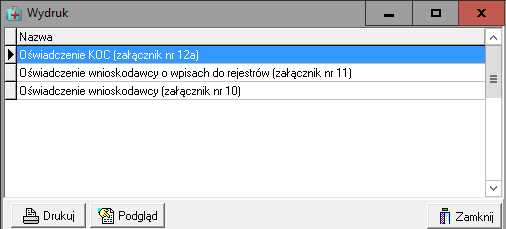 Wydruk
Nazwa
Oświadczenie KOC (załącznik nr 12a)
Oświadczenie wnioskodawcy o wpisach do rejestrów (załącznik nr 11)
Oświadczenie wnioskodawcy (załącznik nr 10)
Drukuj Podgląd Zamknij